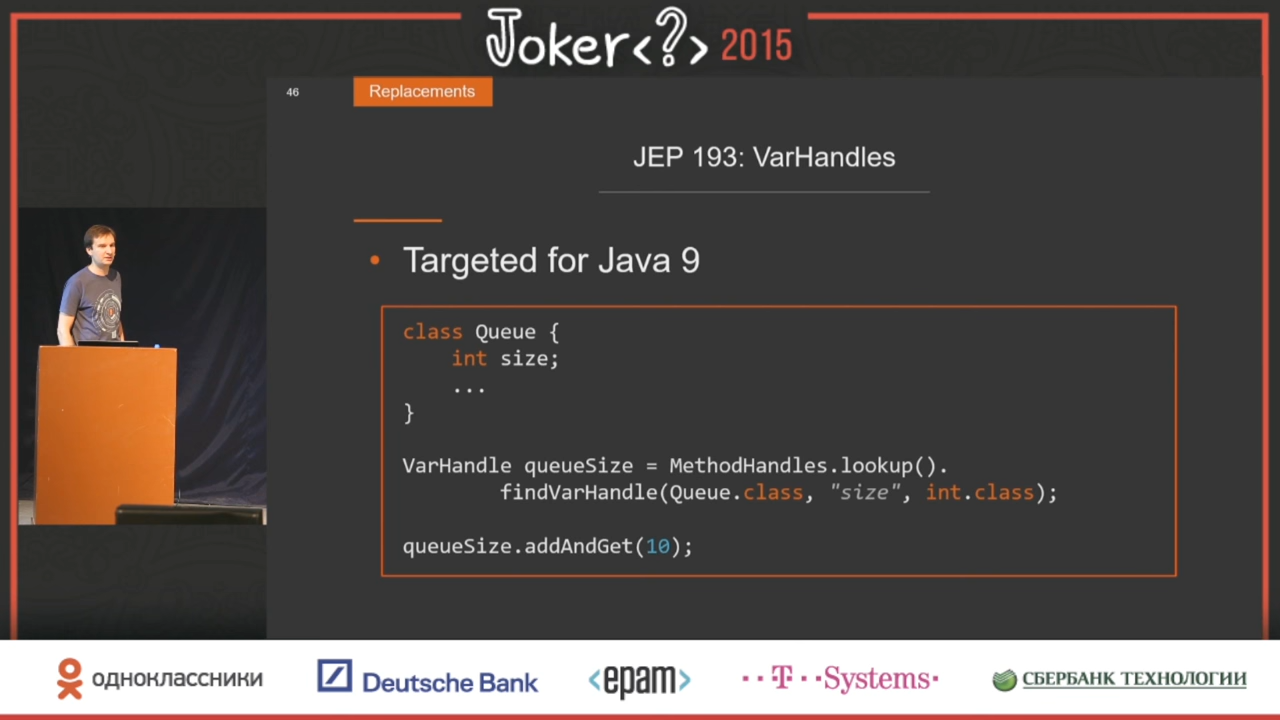 Joker<?> 2015
46
Replacements
JEP 193: VarHandles
• Targeted for Java 9
class Queue {
int size;
...
}
VarHandle queueSize = MethodHandles.lookup().
findVarHandle(Queue.class, "size", int.class);
queueSize.addAndGet(10);
одноклассники
Deutsche Bank
<epam>
··T··Systems·
СБЕРБАНК ТЕХНОЛОГИИ